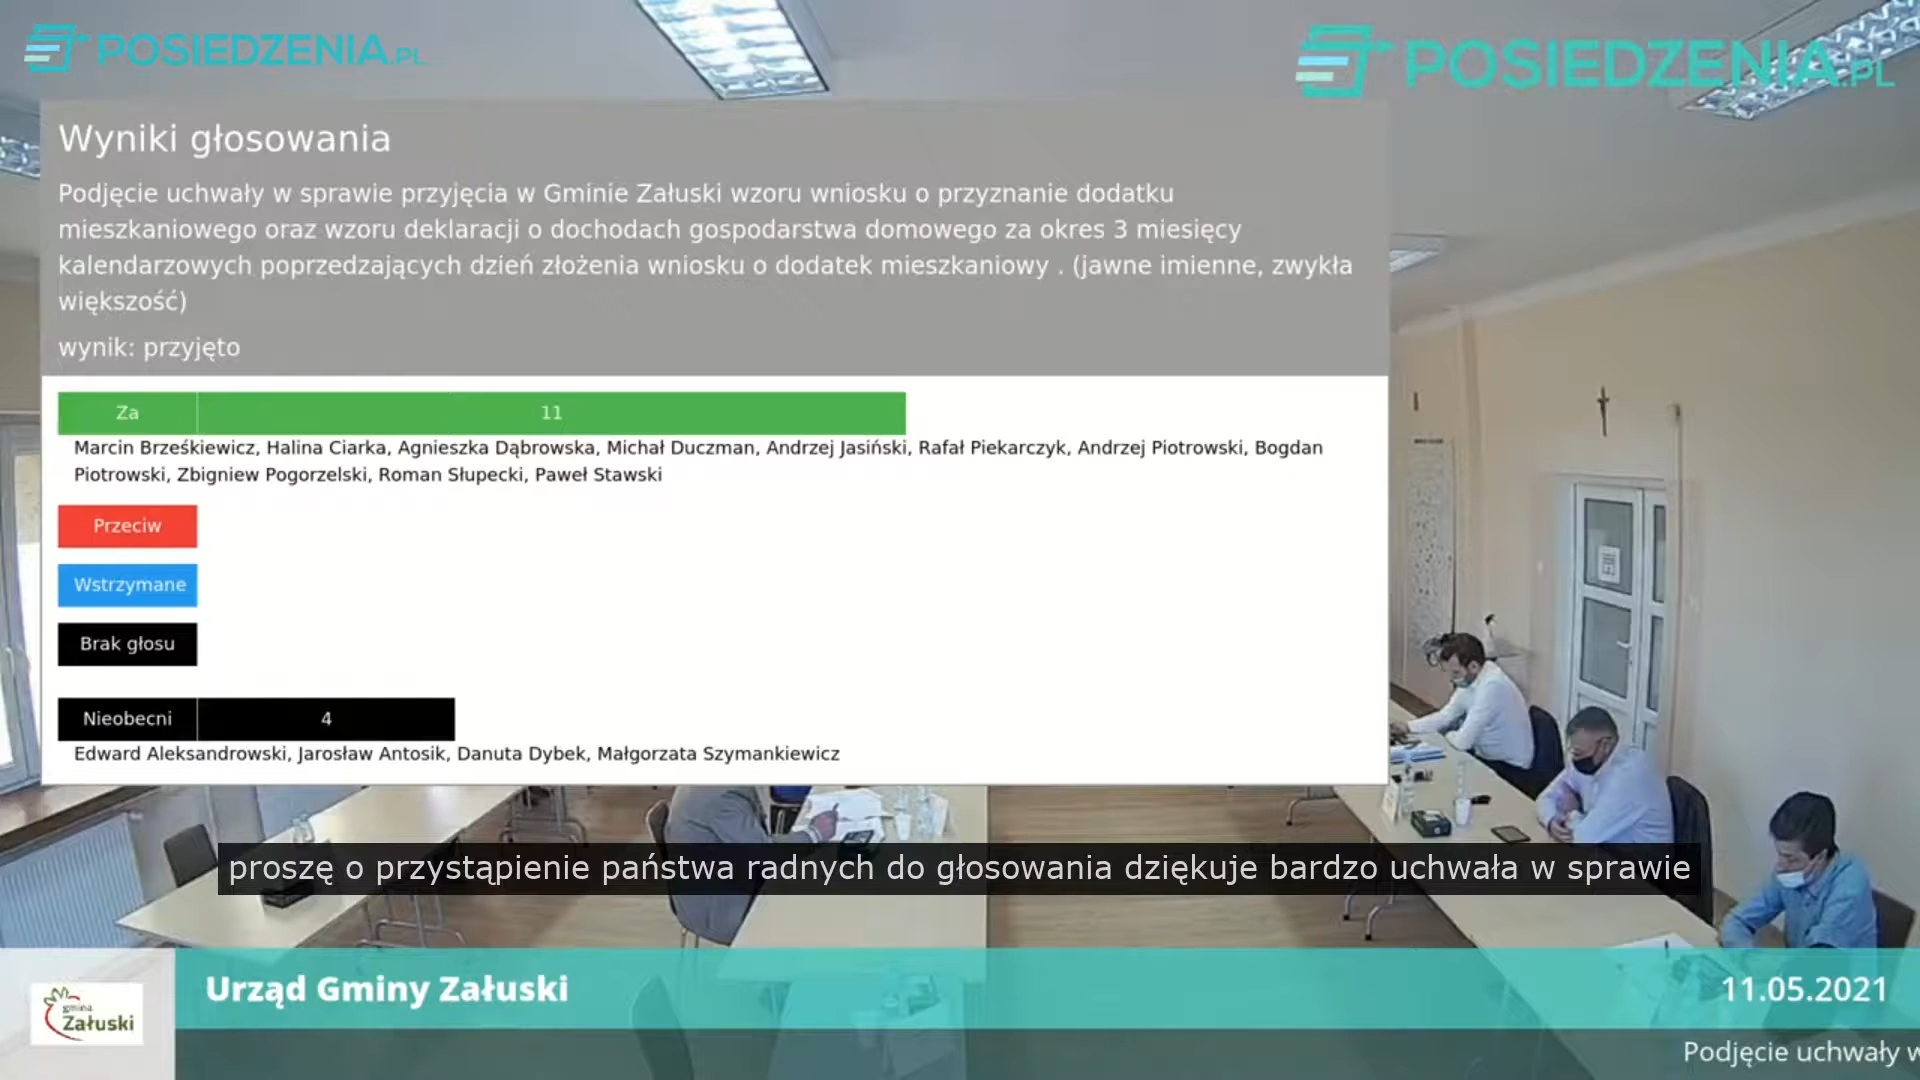 POSIEDZENIA.PL
POSIEDZENIA.PL
Wyniki głosowania
Podjęcie uchwały w sprawie przyjęcia w Gminie Załuski wzoru wniosku o przyznanie dodatku
mieszkaniowego oraz wzoru deklaracji o dochodach gospodarstwa domowego za okres 3 miesięcy
kalendarzowych poprzedzających dzień złożenia wniosku o dodatek mieszkaniowy . (jawne imienne, zwykła
większość)
wynik: przyjęto
Za 11
Marcin Brześkiewicz, Halina Ciarka, Agnieszka Dąbrowska, Michał Duczman, Andrzej Jasiński, Rafał Piekarczyk, Andrzej Piotrowski, Bogdan
Piotrowski, Zbigniew Pogorzelski, Roman Słupecki, Paweł Stawski
Przeciw
Wstrzymane
Brak głosu
Nieobecni 4
Edward Aleksandrowski, Jarosław Antosik, Danuta Dybek, Małgorzata Szymankiewicz
proszę o przystąpienie państwa radnych do głosowania dziękuje bardzo uchwała w sprawie
gmina
Załuski
Urząd Gminy Załuski
11.05.2021
Podjęcie uchwały w